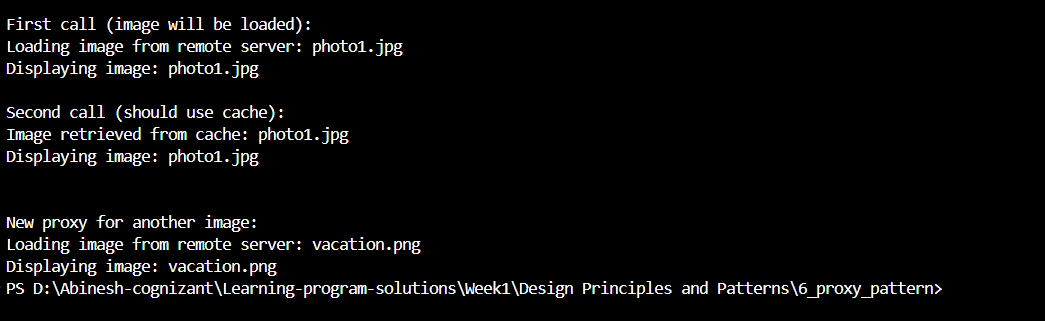 First call (image will be loaded):
Loading image from remote server: photo1.jpg
Displaying image: photo1.jpg
Second call (should use cache):
Image retrieved from cache: photo1.jpg
Displaying image: photo1.jpg
New proxy for another image:
Loading image from remote server: vacation.png
Displaying image: vacation.png
PS D:\Abinesh-cognizant\Learning-program-solutions\Week1\Design Principles and Patterns\6_proxy_pattern>